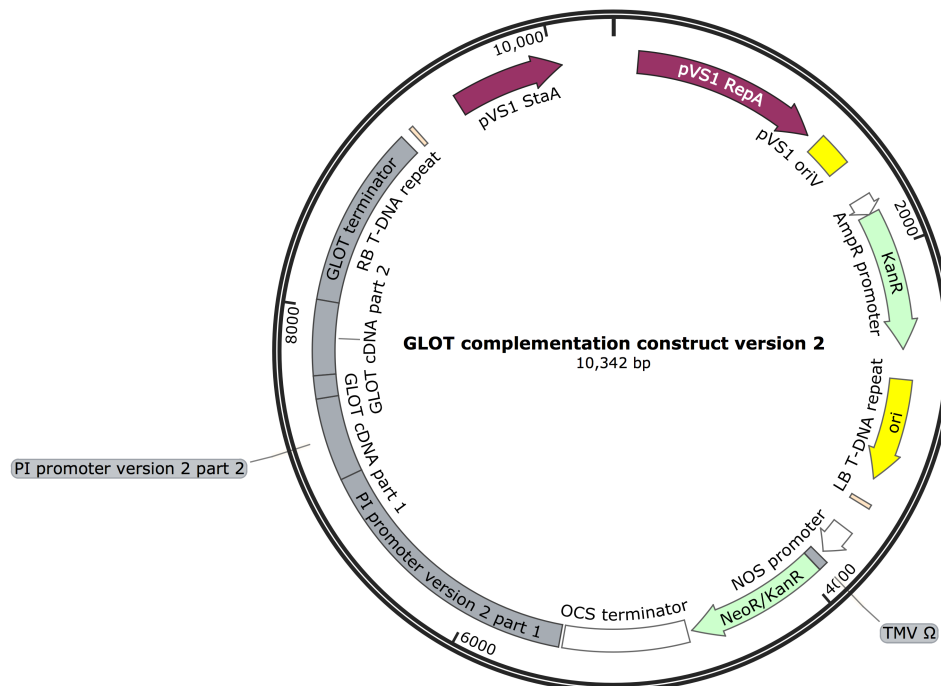 10,000
pVS1 StaA
pVS1 RepA
pVS1 oriV
2000
AmpR promoter
KanR
RB T-DNA repeat
GLOT terminator
8000
GLOT cDNA part 2
GLOT complementation construct version 2
10,342 bp
GLOT cDNA part 1
LB T-DNA repeat
ori
PI promoter version 2 part 2
PI promoter version 2 part 1
NOS promoter
4000
NeoR/KanR
OCS terminator
6000
TMV Ω